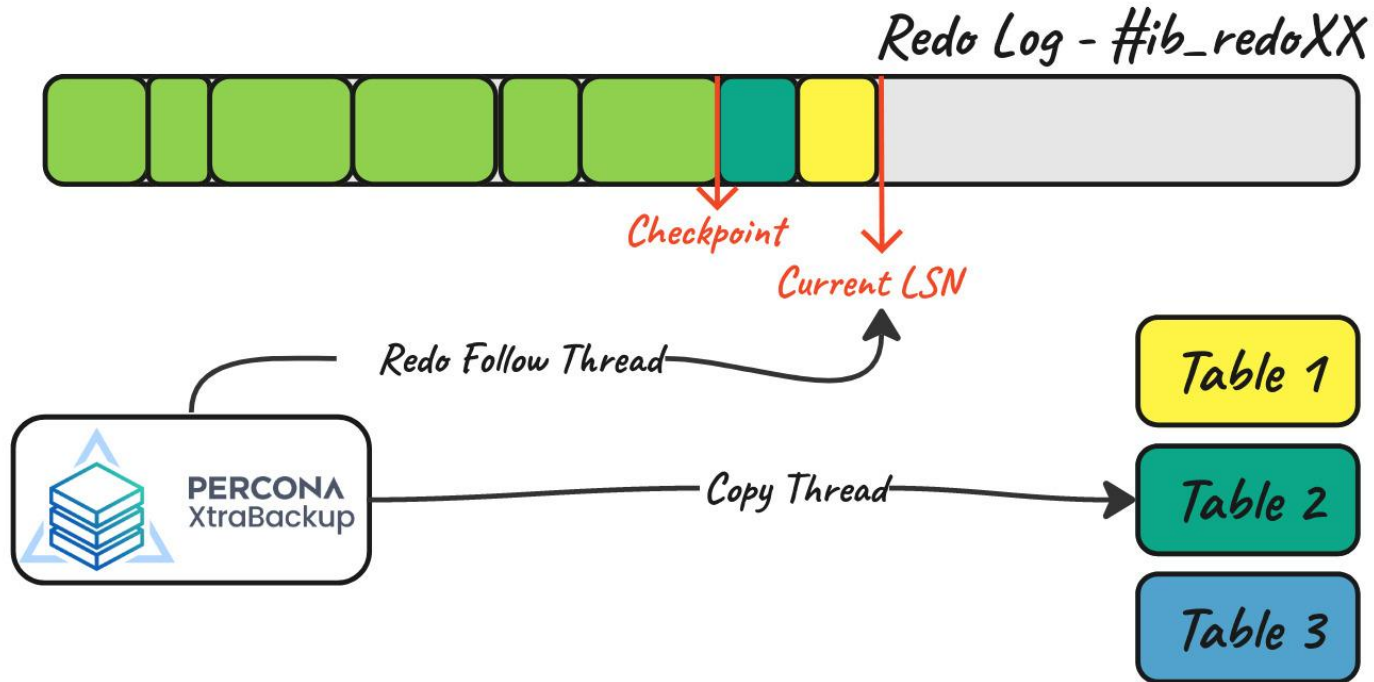 Redo Log - #ib_redoXX
Checkpoint
Current LSN
Redo Follow Thread
Table 1
PERCONA
XtraBackup
Copy Thread
Table 2
Table 3